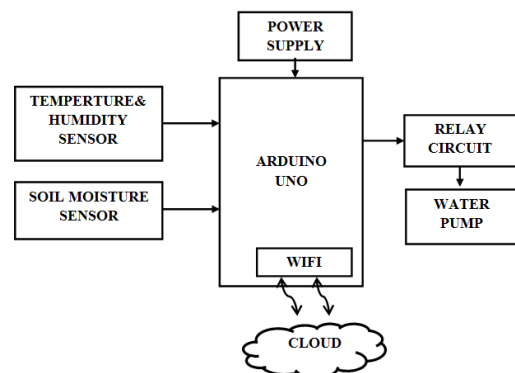 POWER
SUPPLY
TEMPERTURE&
HUMIDITY
SENSOR
ARDUINO
UNO
RELAY
CIRCUIT
SOIL MOISTURE
SENSOR
WATER
PUMP
WIFI
CLOUD